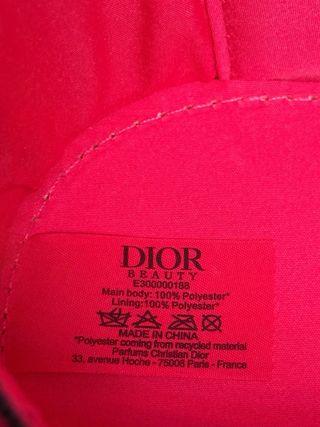 DIOR
BEAUTY
E300000188
Main body: 100% Polyester*
Lining:100% Polyester*
MADE IN CHINA
*Polyester coming from recycled material
Parfums Christian Dior
33, avenue Hoche - 75008 Paris - France